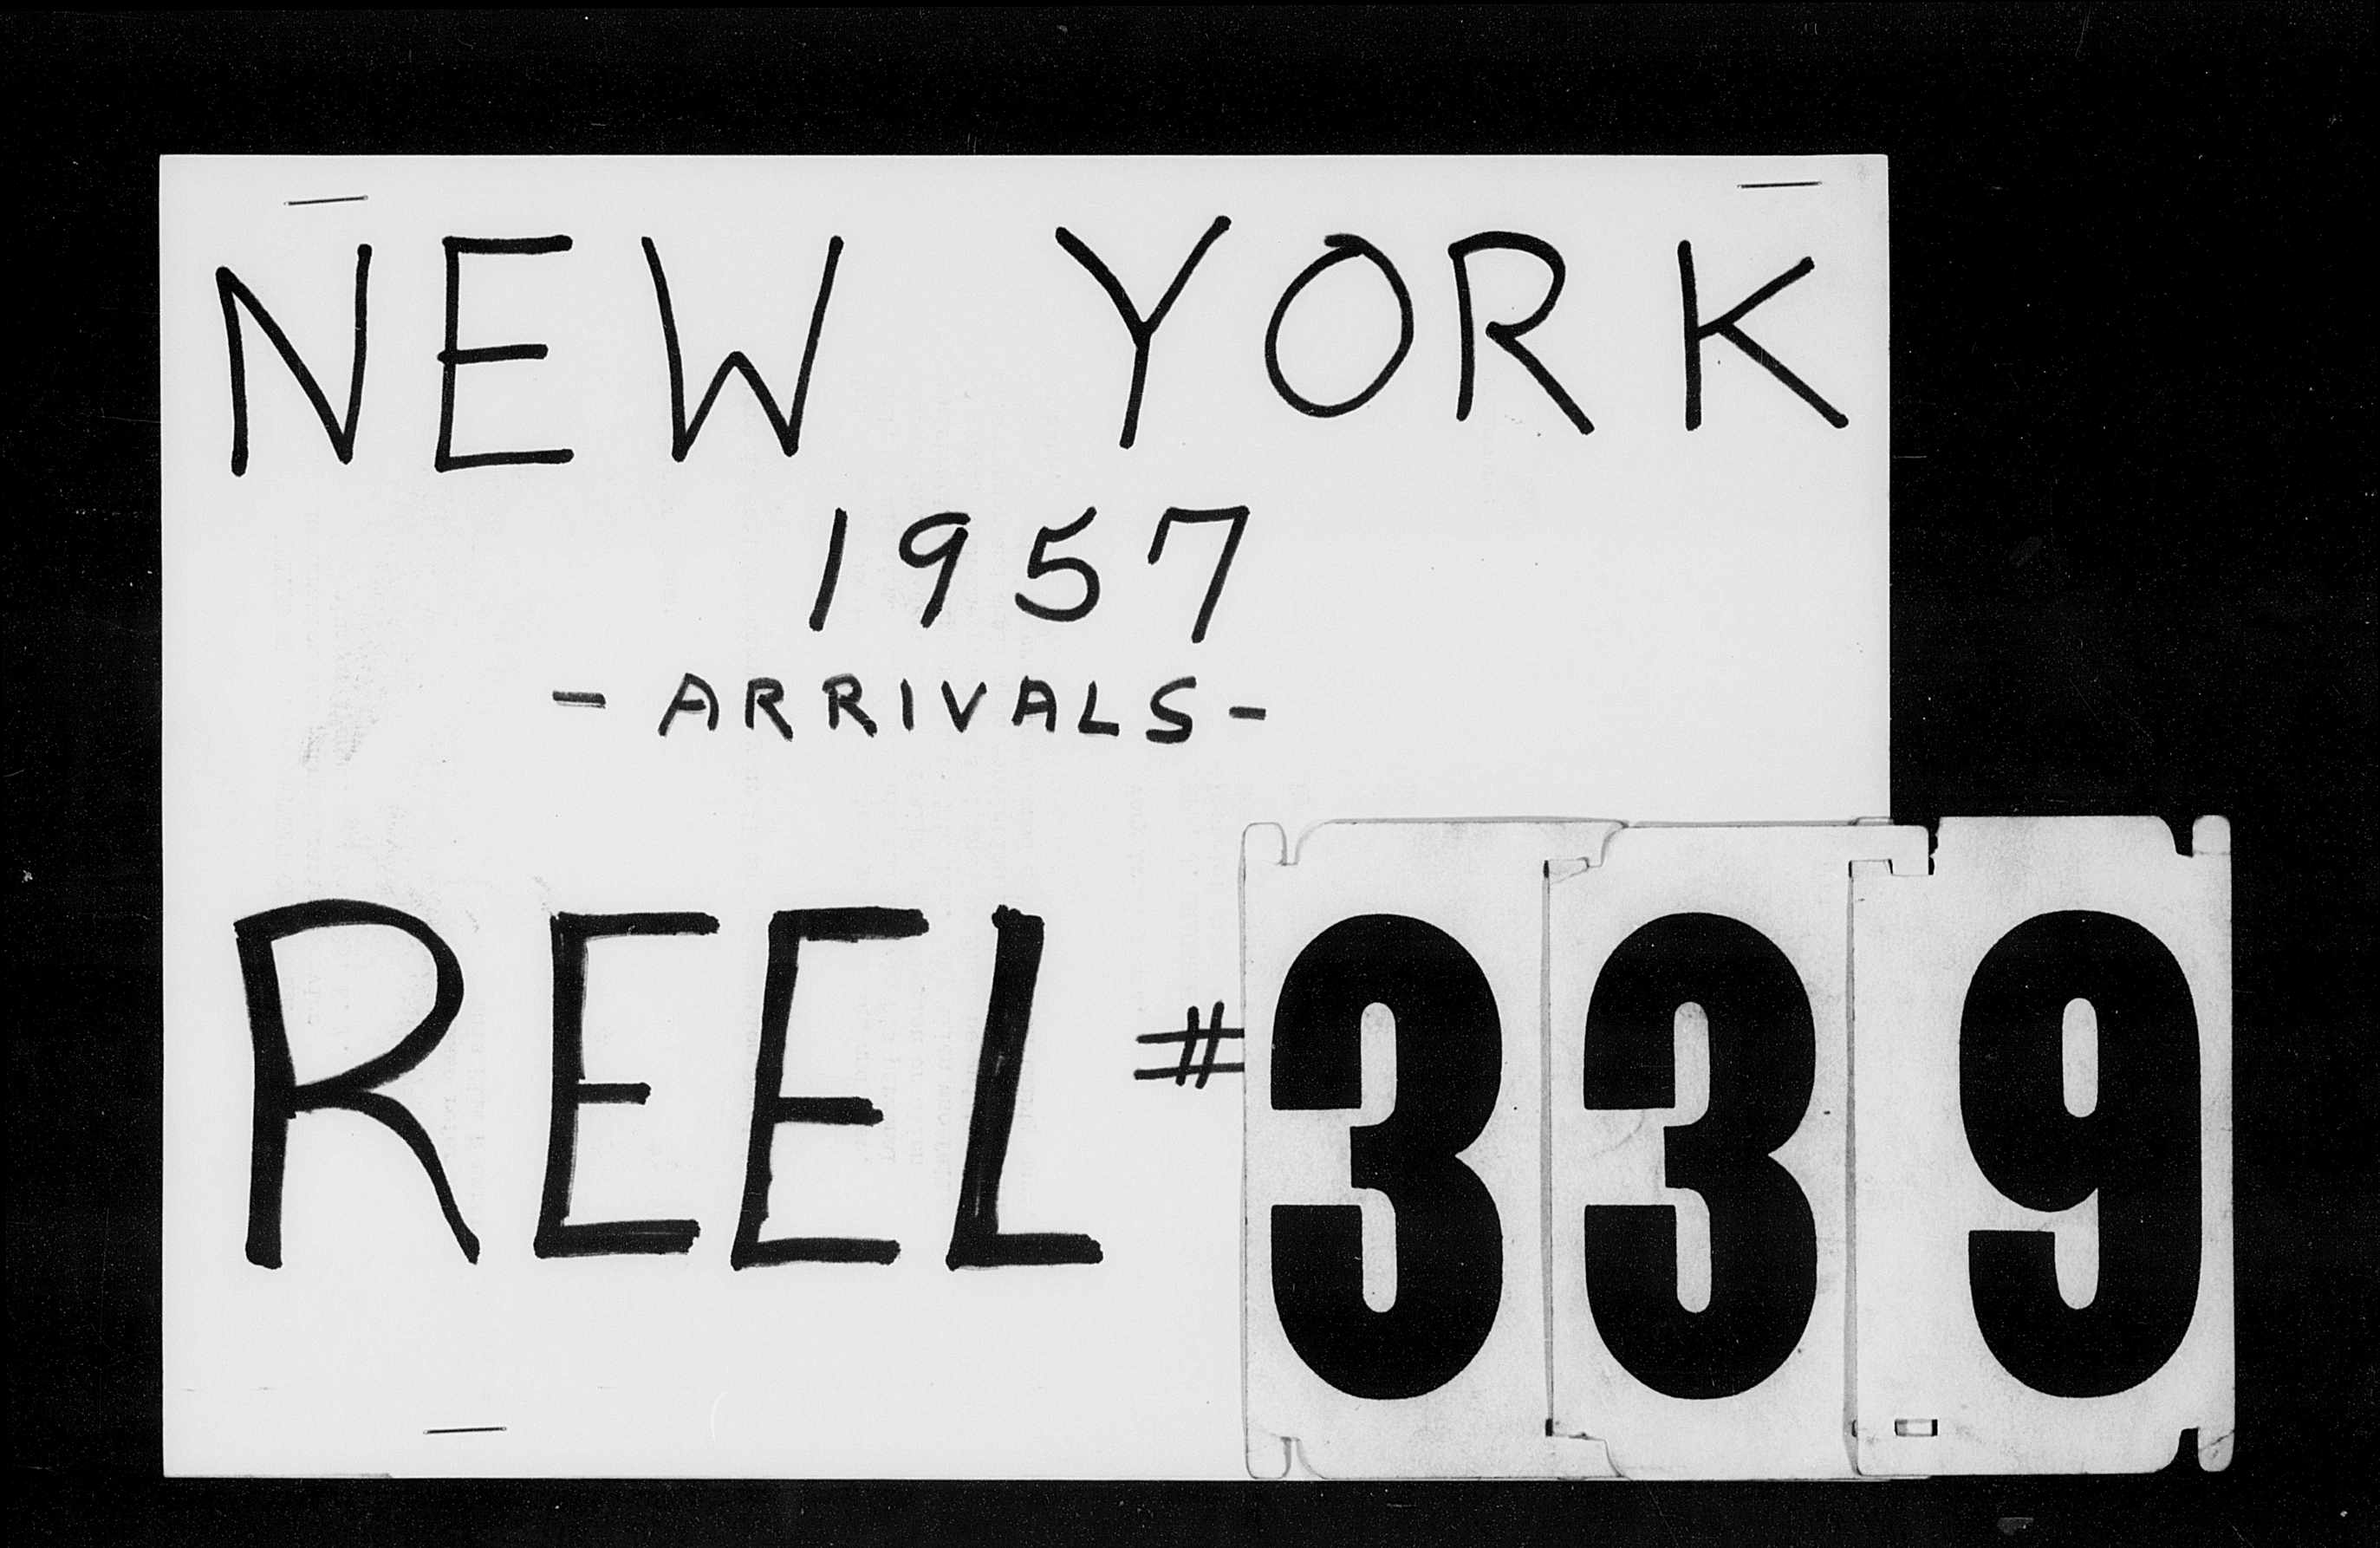 NEW YORK
1957
- ARRIVALS -
REEL # 339